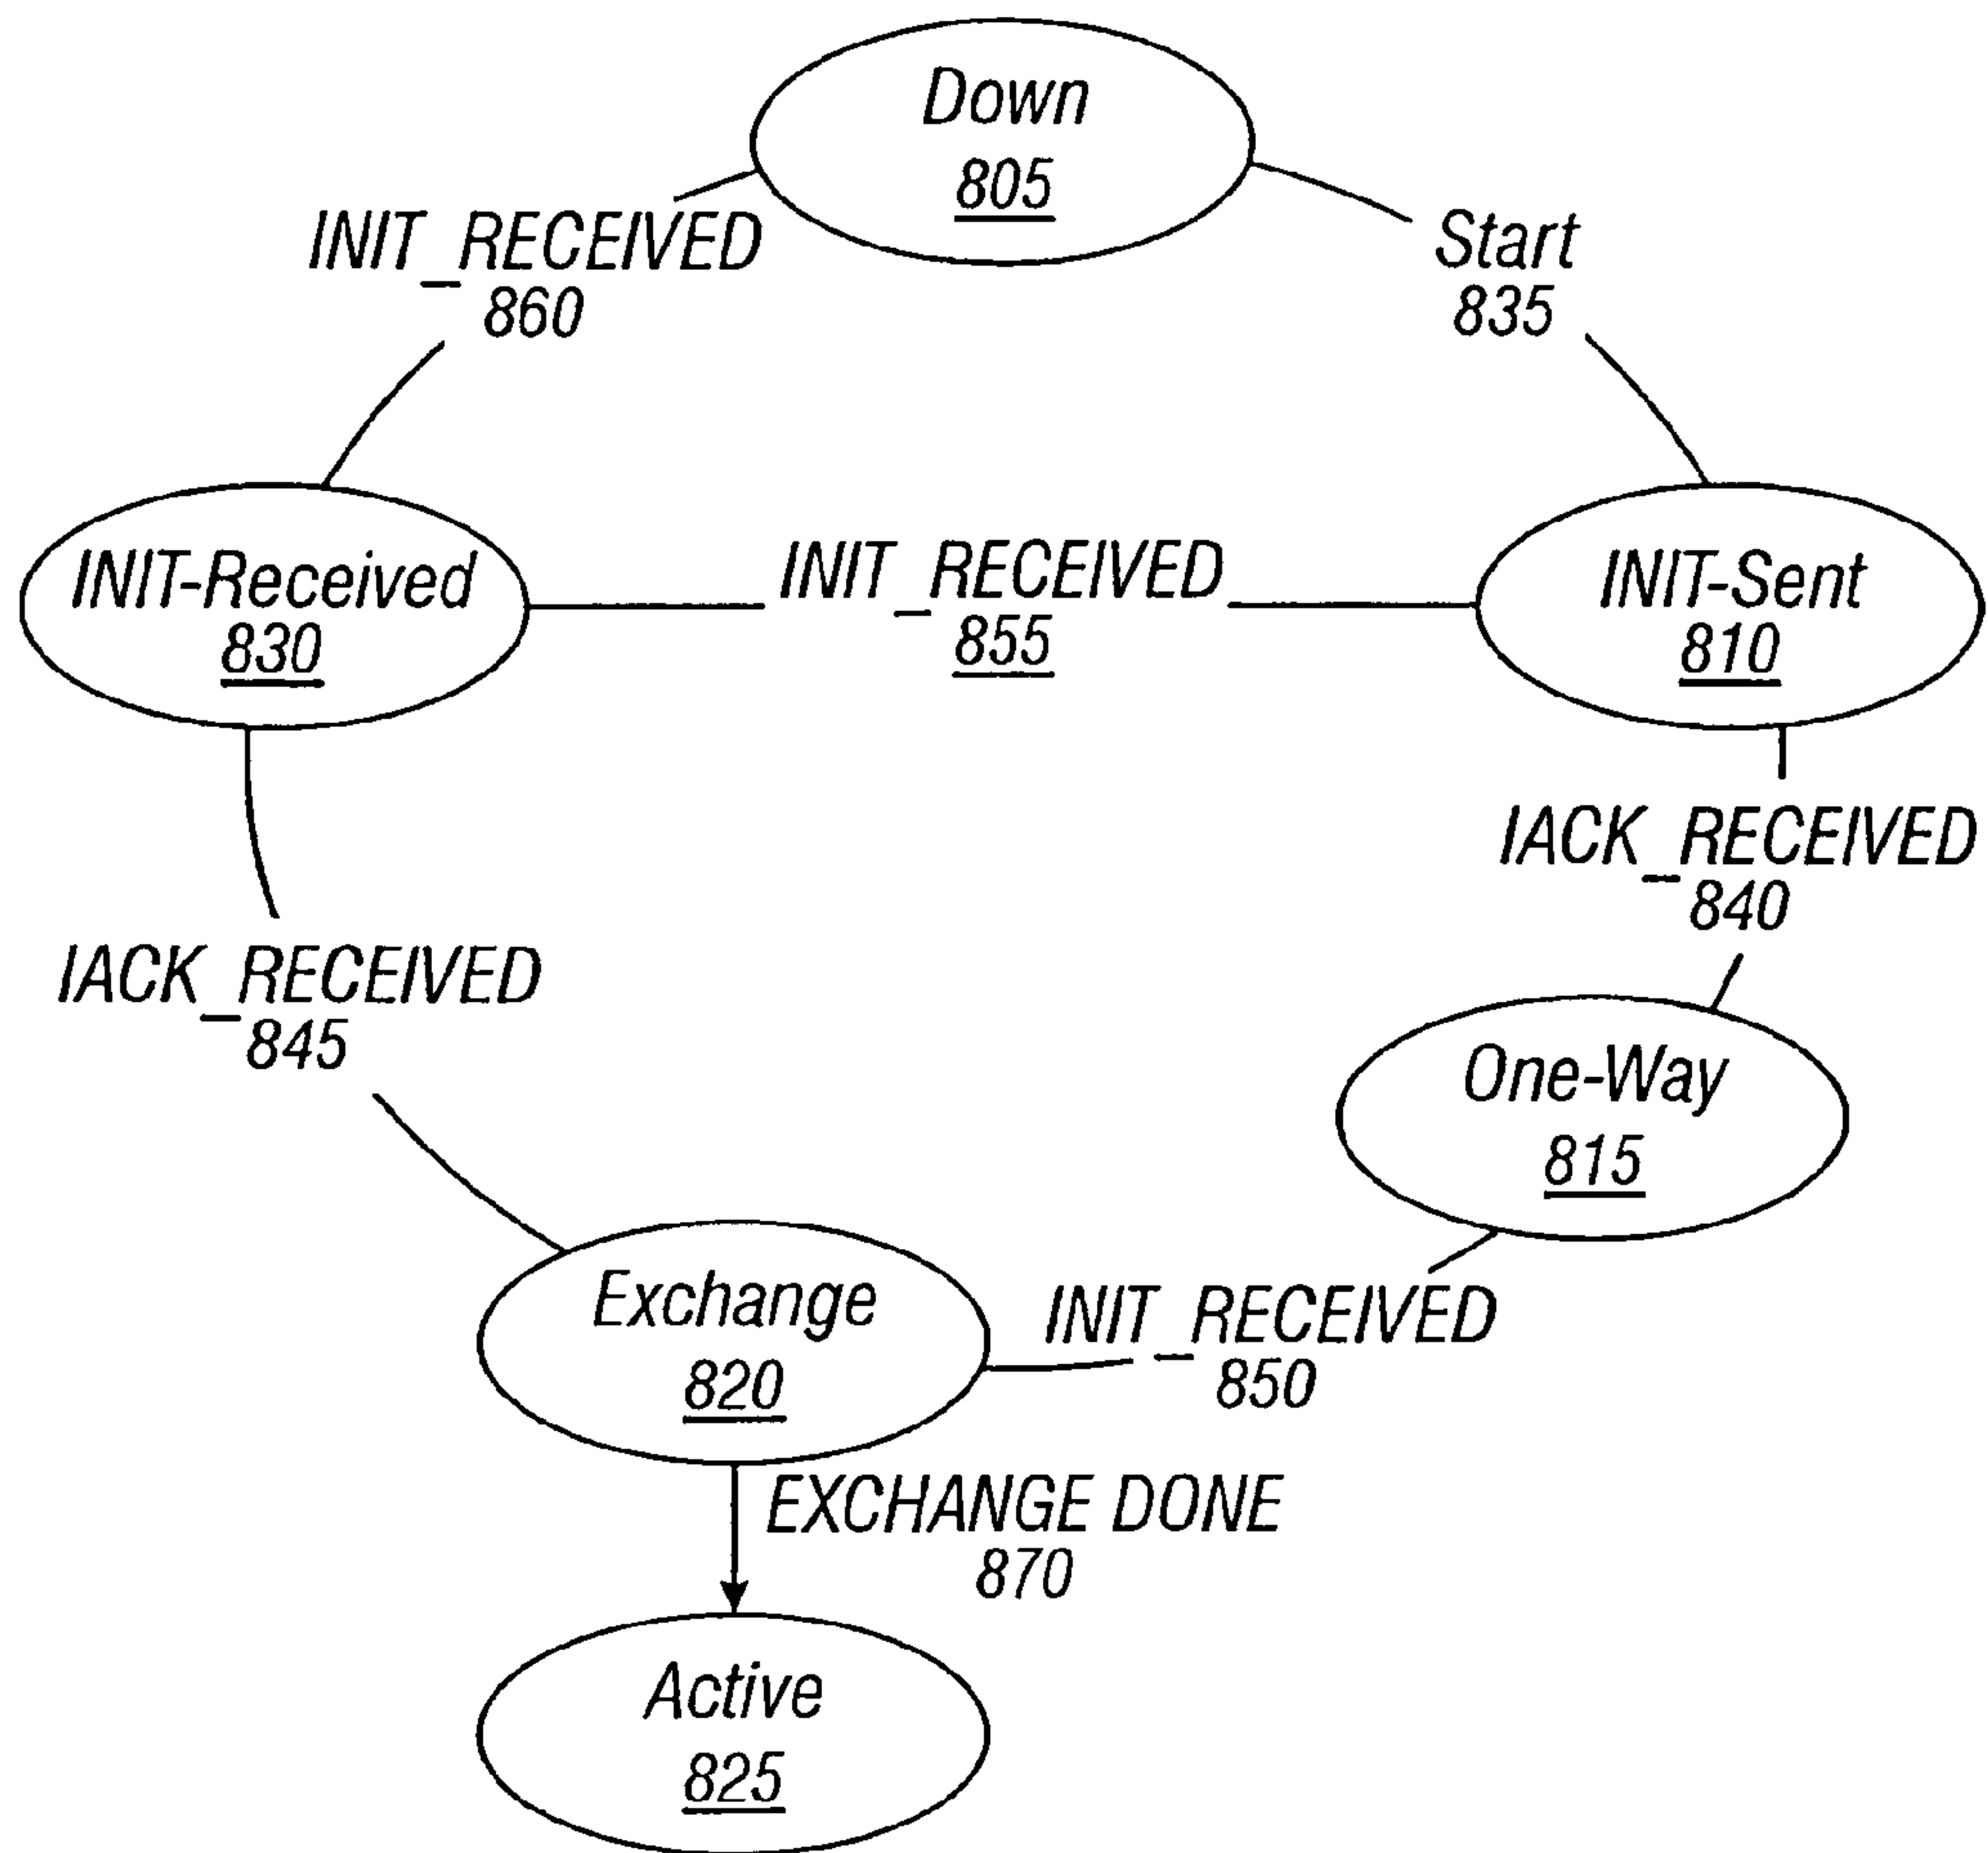 Down
805
INIT_RECEIVED
860
Start
835
INIT-Received
830
INIT_RECEIVED
855
INIT-Sent
810
IACK_RECEIVED
840
IACK_RECEIVED
845
One-Way
815
Exchange
820
INIT_RECEIVED
850
EXCHANGE DONE
870
Active
825